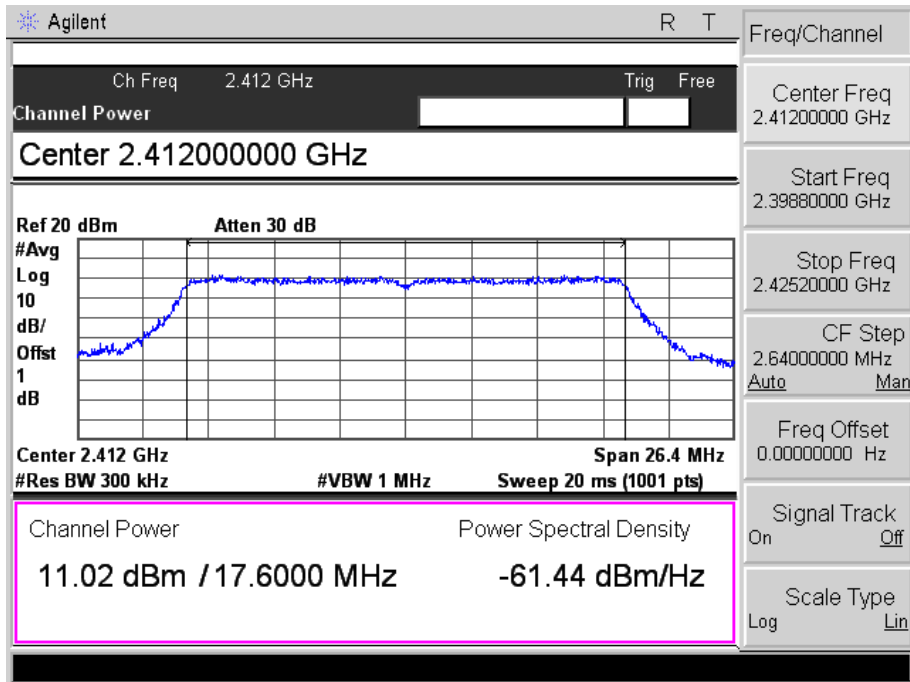 Agilent R T
Ch Freq 2.412 GHz Trig Free
Channel Power
Center 2.412000000 GHz
Ref 20 dBm Atten 30 dB
#Avg
Log
10
dB/
Offst
1
dB
Center 2.412 GHz Span 26.4 MHz
#Res BW 300 kHz #VBW 1 MHz Sweep 20 ms (1001 pts)
Channel Power Power Spectral Density
11.02 dBm / 17.6000 MHz -61.44 dBm/Hz
Freq/Channel
Center Freq
2.41200000 GHz
Start Freq
2.39880000 GHz
Stop Freq
2.42520000 GHz
CF Step
2.64000000 MHz
Auto Man
Freq Offset
0.00000000 Hz
Signal Track
On Off
Scale Type
Log Lin